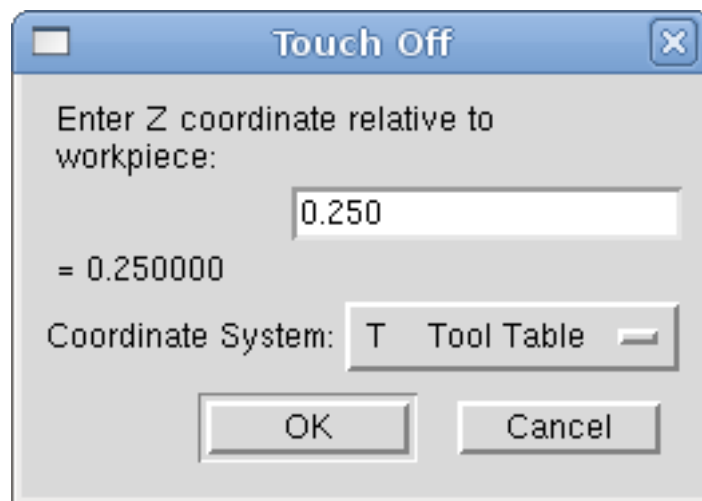 Touch Off
Enter Z coordinate relative to
workpiece:
0.250
= 0.250000
Coordinate System: T Tool Table
OK Cancel